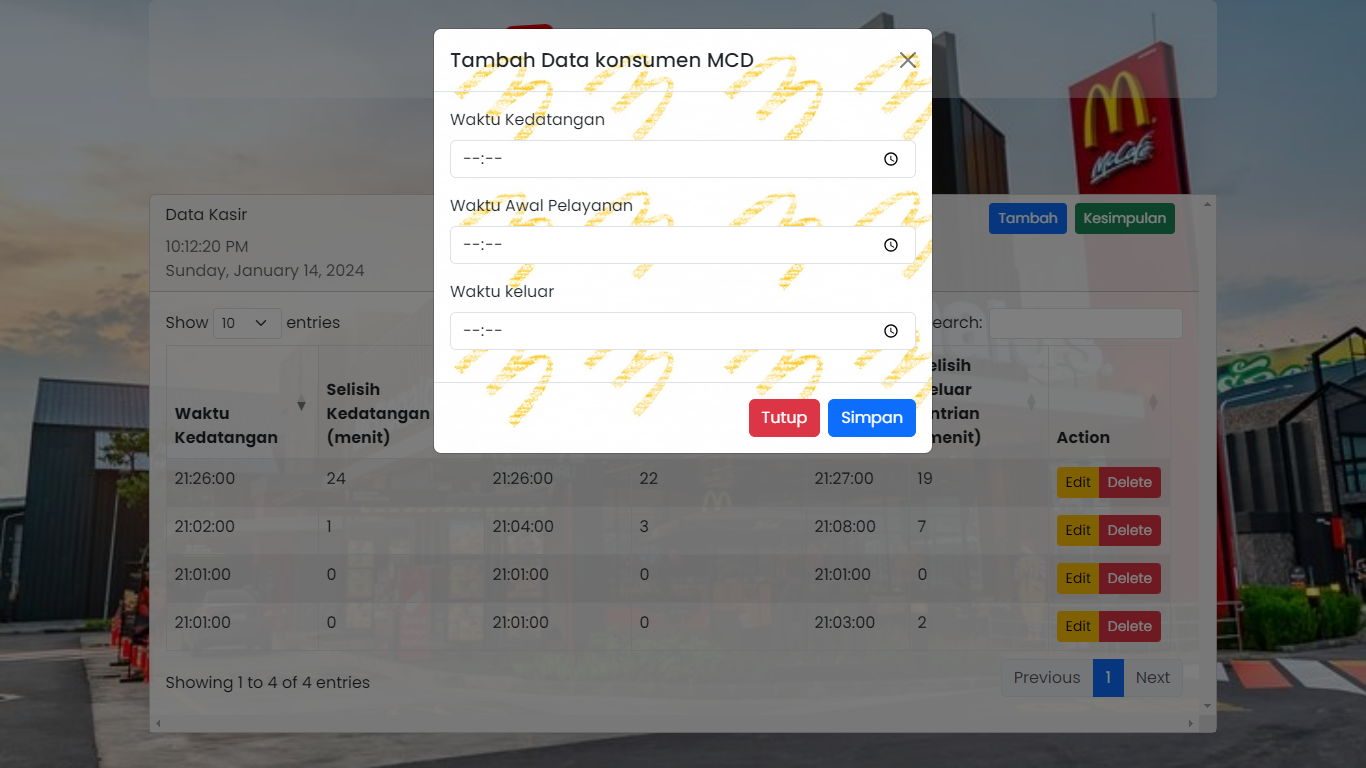 Tambah Data konsumen MCD
Waktu Kedatangan
--:--
Waktu Awal Pelayanan
--:--
Waktu keluar
--:--
Tutup Simpan
McCafé
Data Kasir
Tambah Kesimpulan
10:12:20 PM
Sunday, January 14, 2024
Show 10 entries
earch:
Waktu Kedatangan
Selisih Kedatangan (menit)
elisih
eluar
ntrian
menit)
Action
21:26:00 24 21:26:00 22 21:27:00 19 Edit Delete
21:02:00 1 21:04:00 3 21:08:00 7 Edit Delete
21:01:00 0 21:01:00 0 21:01:00 0 Edit Delete
21:01:00 0 21:01:00 0 21:03:00 2 Edit Delete
Showing 1 to 4 of 4 entries
Previous 1 Next